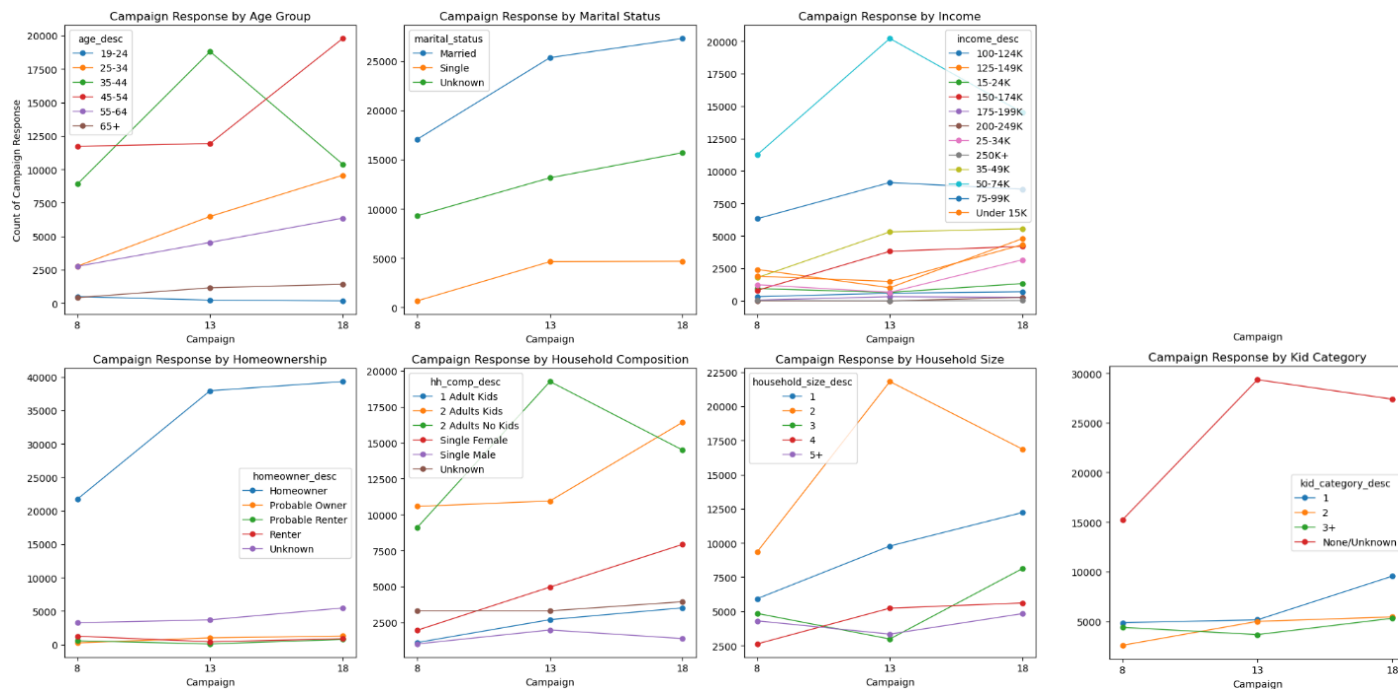 Campaign Response by Age Group
age_desc
19-24
25-34
35-44
45-54
55-64
65+
20000
17500
15000
12500
10000
7500
5000
2500
0
Count of Campaign Response
8 13 18
Campaign
Campaign Response by Marital Status
marital_status
Married
Single
Unknown
25000
20000
15000
10000
5000
0
8 13 18
Campaign
Campaign Response by Income
income_desc
100-124K
125-149K
15-24K
150-174K
175-199K
200-249K
25-34K
250K+
35-49K
50-74K
75-99K
Under 15K
20000
17500
15000
12500
10000
7500
5000
2500
0
8 13 18
Campaign
Campaign
Campaign Response by Homeownership
homeowner_desc
Homeowner
Probable Owner
Probable Renter
Renter
Unknown
40000
35000
30000
25000
20000
15000
10000
5000
0
8 13 18
Campaign
Campaign Response by Household Composition
hh_comp_desc
1 Adult Kids
2 Adults Kids
2 Adults No Kids
Single Female
Single Male
Unknown
20000
17500
15000
12500
10000
7500
5000
2500
8 13 18
Campaign
Campaign Response by Household Size
household_size_desc
1
2
3
4
5+
22500
20000
17500
15000
12500
10000
7500
5000
2500
8 13 18
Campaign
Campaign Response by Kid Category
kid_category_desc
1
2
3+
None/Unknown
30000
25000
20000
15000
10000
5000
8 13 18
Campaign